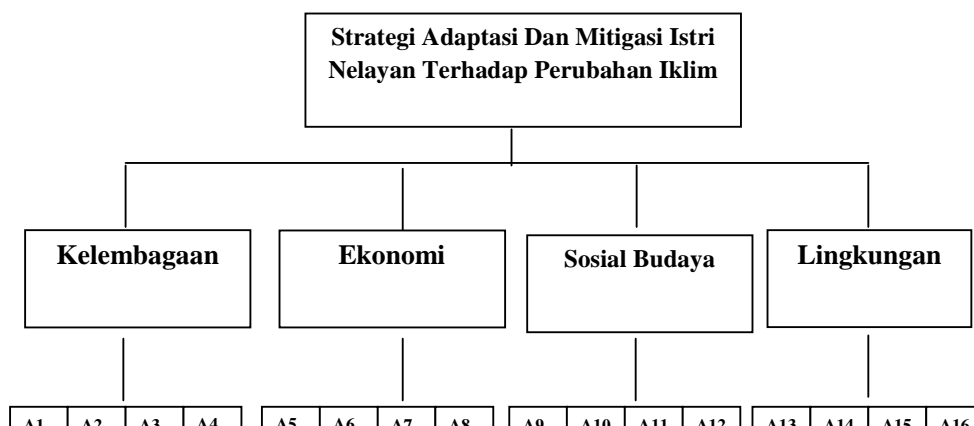 Strategi Adaptasi Dan Mitigasi Istri
Nelayan Terhadap Perubahan Iklim
Kelembagaan
Ekonomi
Sosial Budaya
Lingkungan
A1 A2 A3 A4 A5 A6 A7 A8 A9 A10 A11 A12 A13 A14 A15 A16